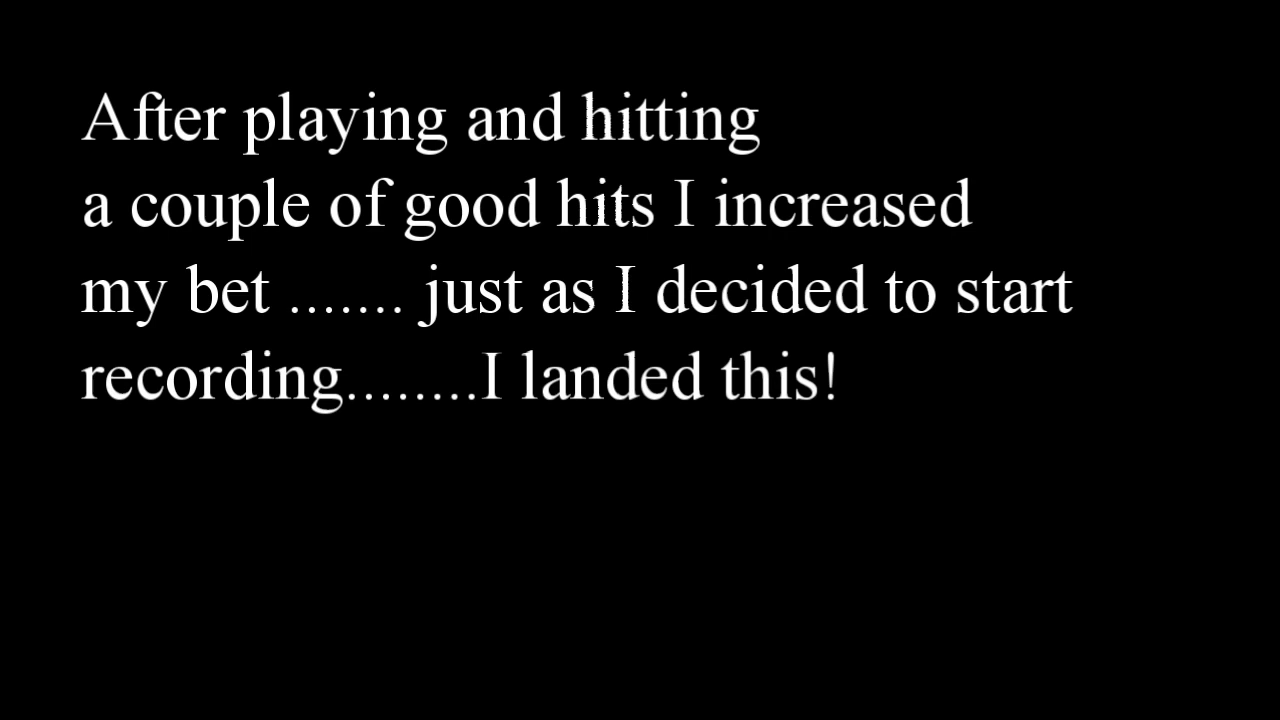 After playing and hitting
a couple of good hits I increased
my bet ....... just as I decided to start
recording........I landed this!